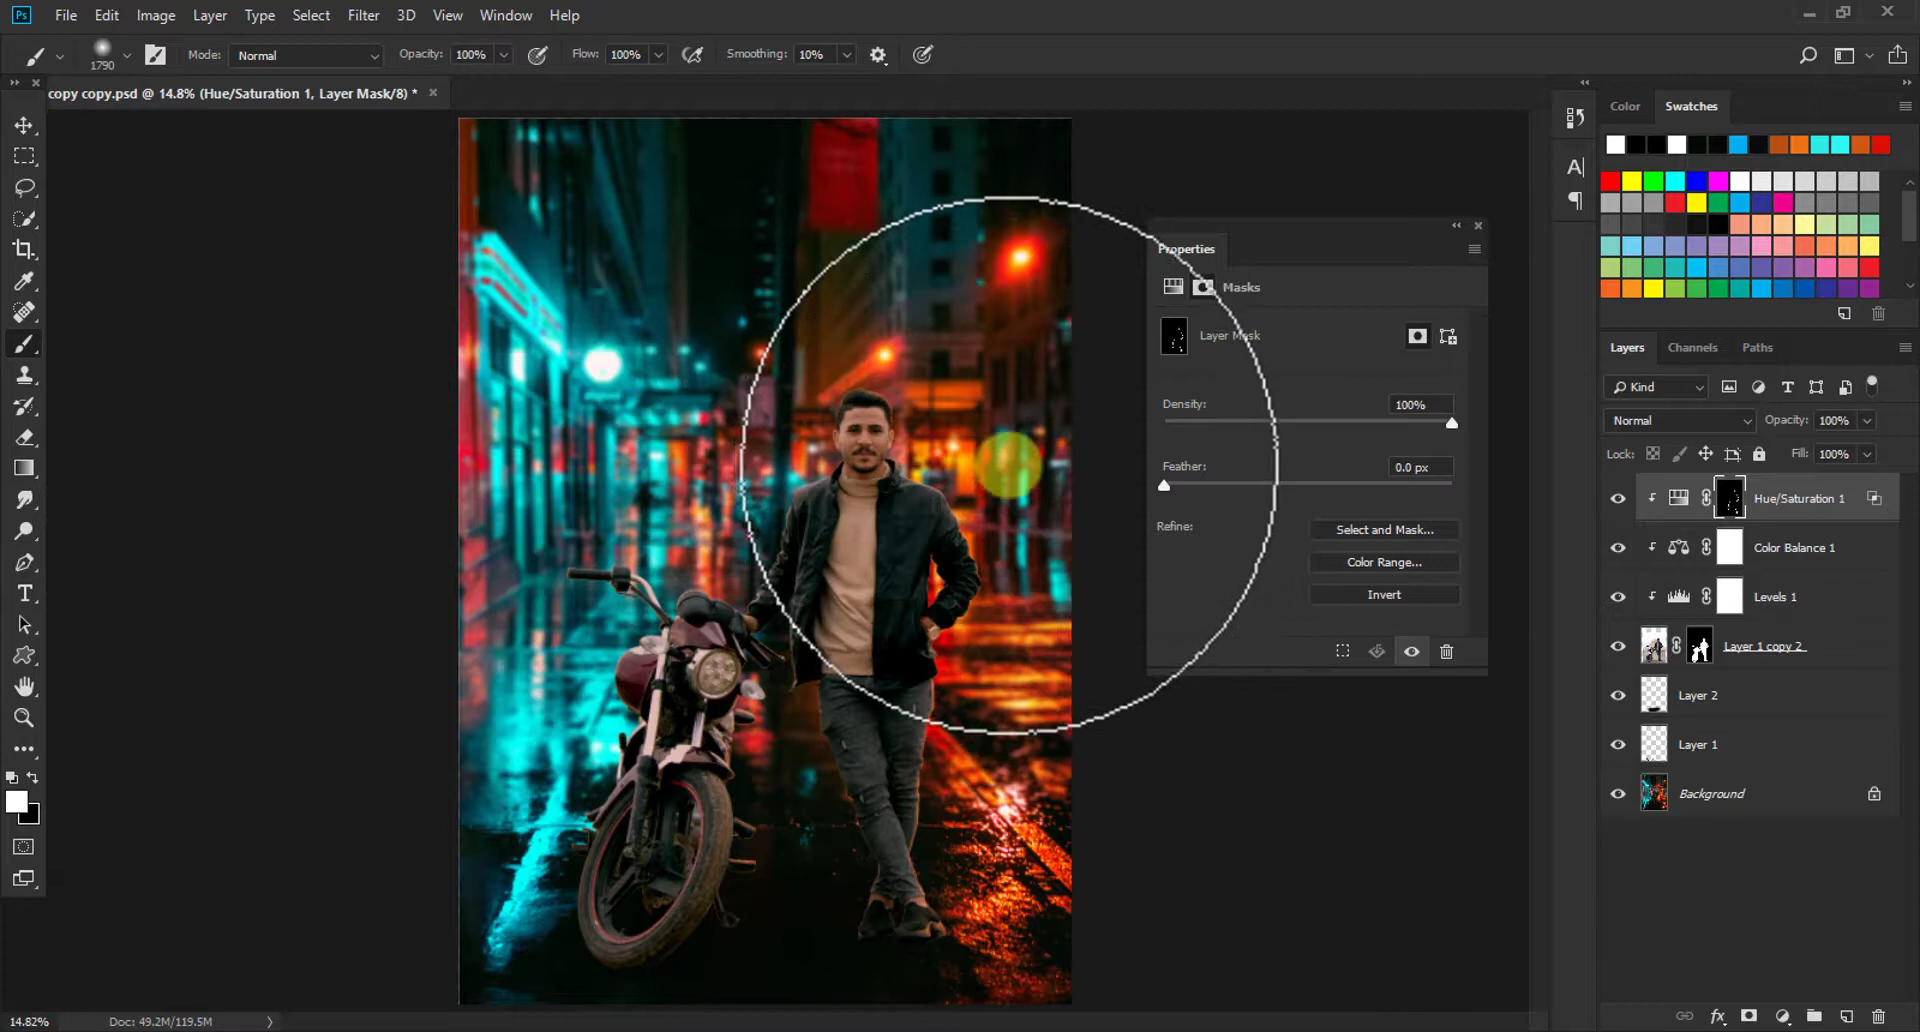 Ps File Edit Image Layer Type Select Filter 3D View Window Help
1790 Mode: Normal Opacity: 100% Flow: 100% Smoothing: 10%
copy copy.psd @ 14.8% (Hue/Saturation 1, Layer Mask/8) *
Color Swatches
Properties
Masks
Layer Mask
Density: 100%
Feather: 0.0 px
Refine:
Select and Mask...
Color Range...
Invert
Layers Channels Paths
Kind
Normal Opacity: 100%
Lock: Fill: 100%
Hue/Saturation 1
Color Balance 1
Levels 1
Layer 1 copy 2
Layer 2
Layer 1
Background
14.82% Doc: 49.2M/119.5M